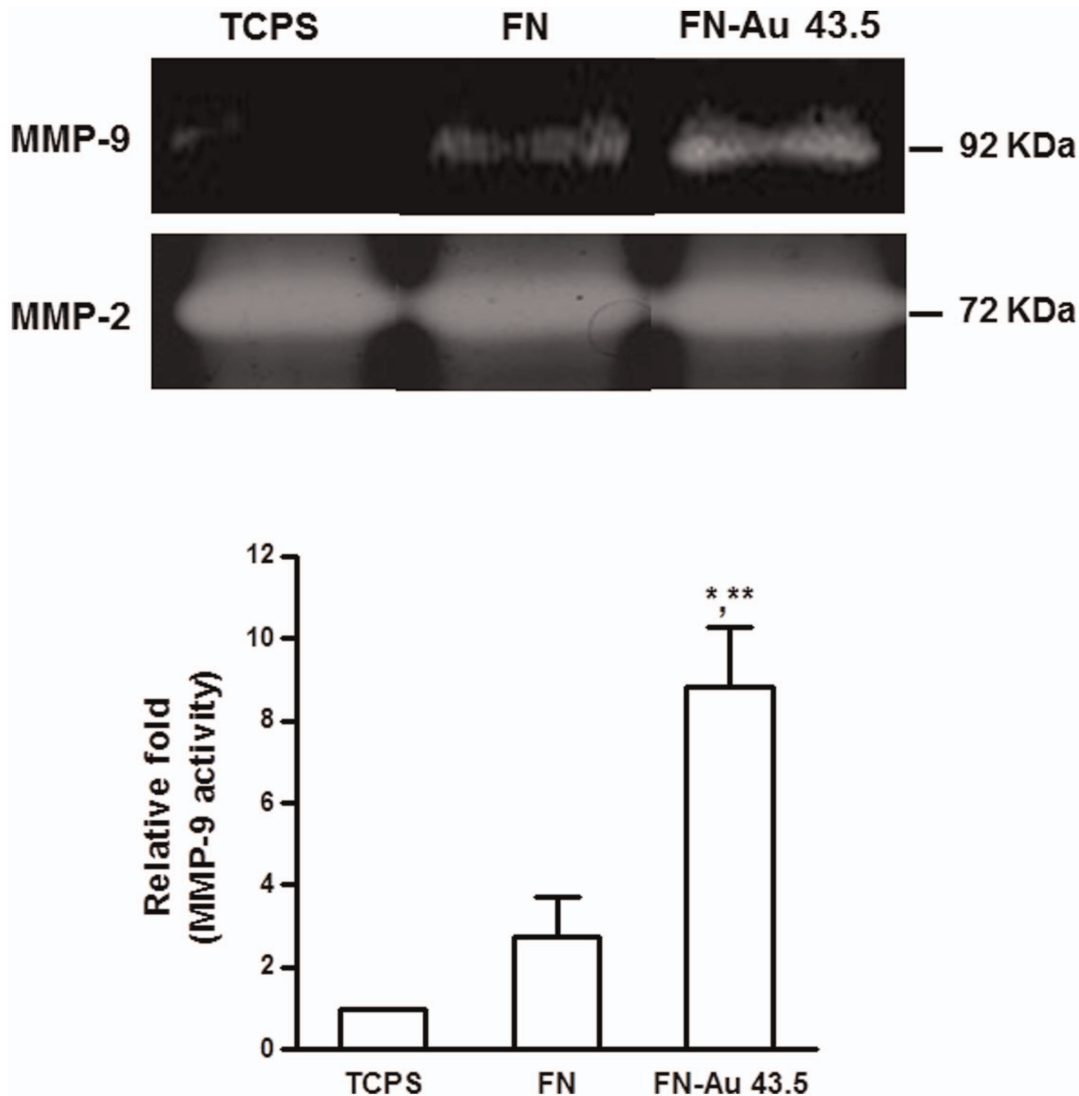 TCPS FN FN-Au 43.5
MMP-9 92 KDa
MMP-2 72 KDa
12
*,**
10
8
6
4
2
0
Relative fold
(MMP-9 activity)
TCPS FN FN-Au 43.5